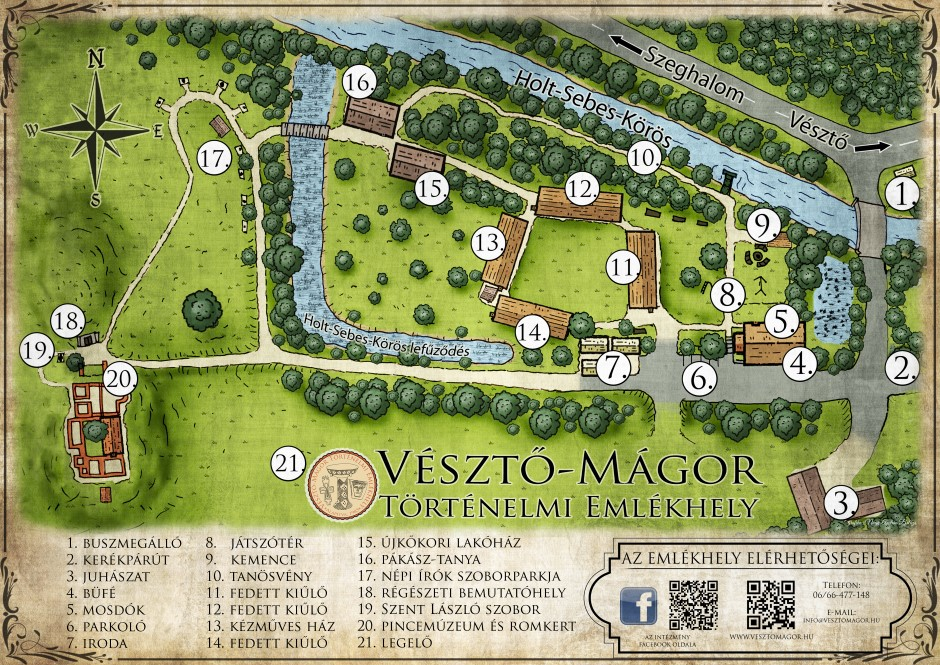 N
W
E
S
Szeghalom
Vésztő
Holt-Sebes-Körös
Holt-Sebes-Körös lefűződés
16.
17.
15.
10.
12.
1.
13.
9.
11.
8.
14.
5.
18.
19.
20.
7.
6.
4.
2.
21.
3.
Vésztő-Mágor
Történelmi Emlékhely
1. Buszmegálló
2. Kerékpárút
3. Juhászat
4. Büfé
5. Mosdók
6. Parkoló
7. Iroda
8. Játszótér
9. Kemence
10. Tanösvény
11. Fedett kiülő
12. Fedett kiülő
13. Kézműves ház
14. Fedett kiülő
15. Újkőkori lakóház
16. Pákász-tanya
17. Népi írók szoborparkja
18. Régészeti bemutatóhely
19. Szent László szobor
20. Pincemúzeum és romkert
21. Legelő
Az emlékhely elérhetőségei:
f
Az intézmény
Facebook oldala
www.vesztomagor.hu
Telefon:
06/66-477-148
E-mail:
info@vesztomagor.hu